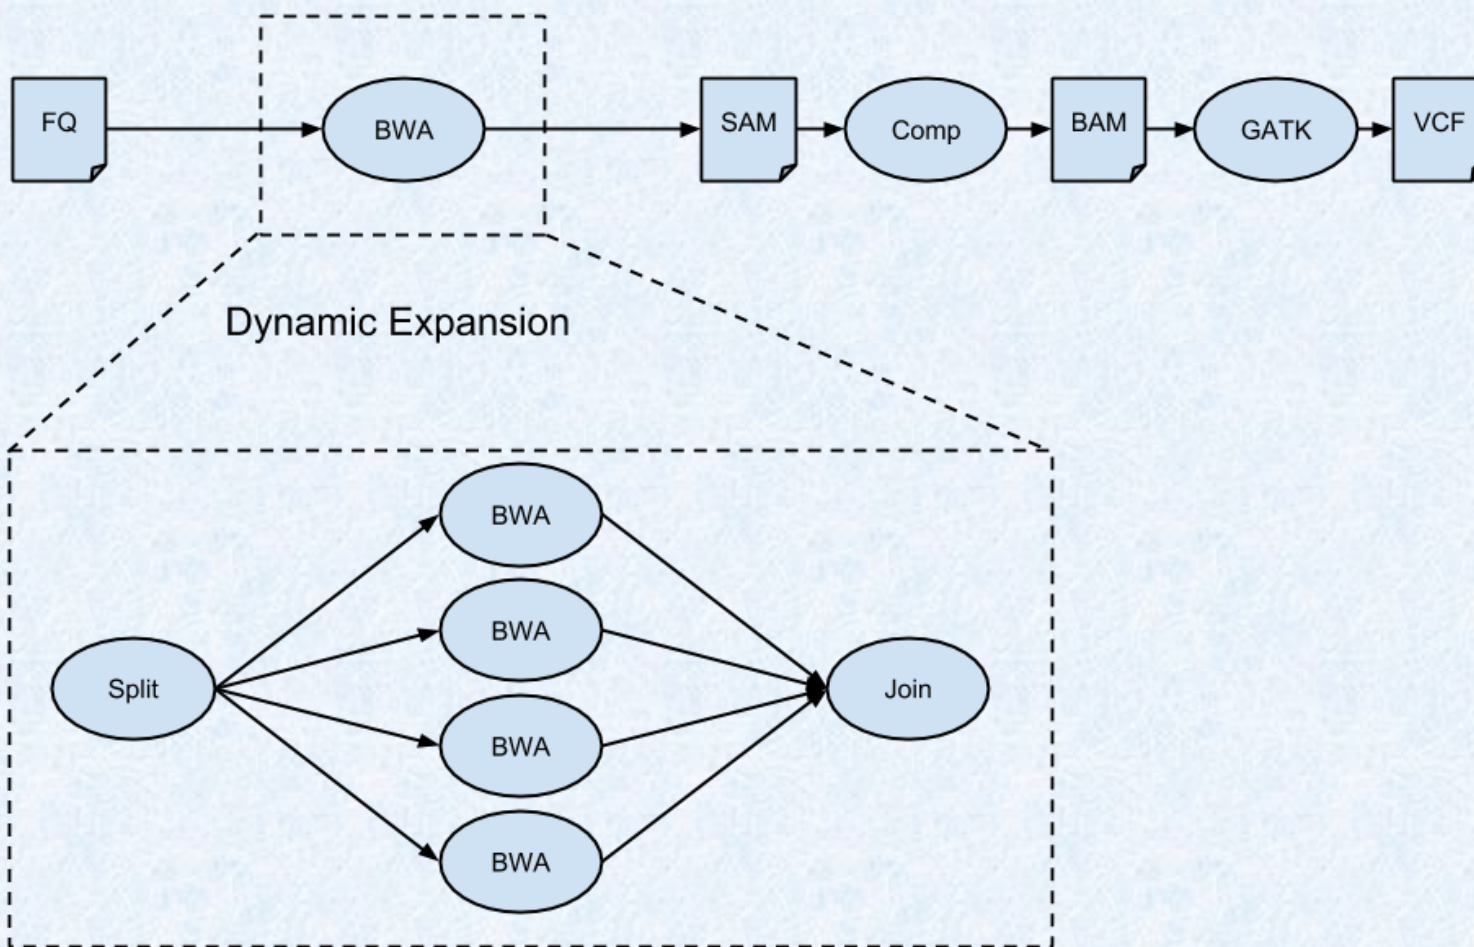 FQ
BWA
SAM
Comp
BAM
GATK
VCF
Dynamic Expansion
BWA
BWA
Split
Join
BWA
BWA